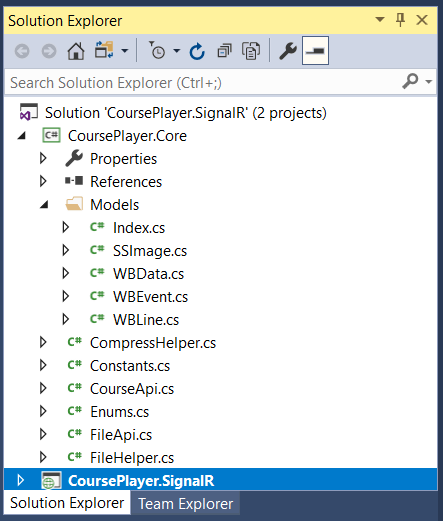 Solution Explorer
Search Solution Explorer (Ctrl+;)
Solution 'CoursePlayer.SignalR' (2 projects)
C# CoursePlayer.Core
Properties
References
Models
C# Index.cs
C# SSImage.cs
C# WBData.cs
C# WBEvent.cs
C# WBLine.cs
C# CompressHelper.cs
C# Constants.cs
C# CourseApi.cs
C# Enums.cs
C# FileApi.cs
C# FileHelper.cs
CoursePlayer.SignalR
Solution Explorer Team Explorer